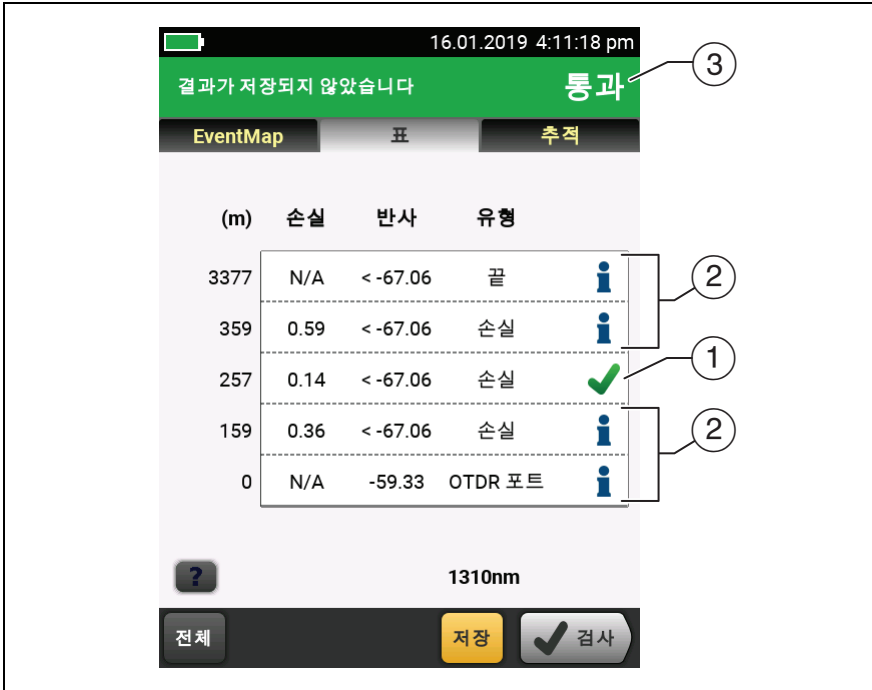 16.01.2019 4:11:18 pm
결과가 저장되지 않았습니다 통과 3
EventMap 표 추적
(m) 손실 반사 유형
3377 N/A < -67.06 끝
2
359 0.59 < -67.06 손실
1
257 0.14 < -67.06 손실
159 0.36 < -67.06 손실
2
0 N/A -59.33 OTDR 포트
? 1310nm
전체 저장 검사